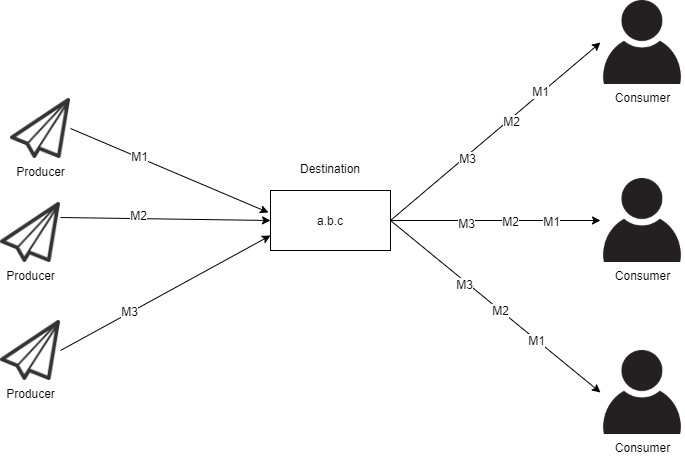 M1
Consumer
M2
M3
Producer
M1
Destination
M2
a.b.c
M3
M2
M1
Producer
Consumer
M3
M3
M2
M1
Producer
Consumer